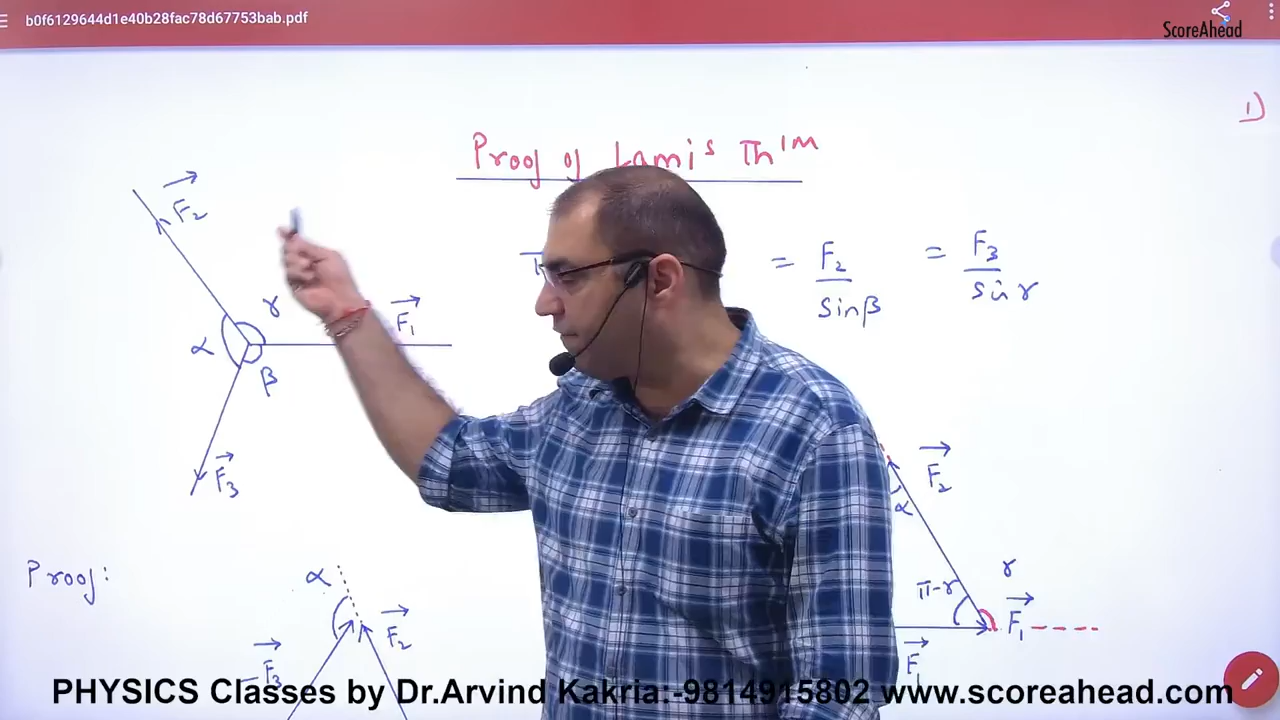 b0f6129644d1e40b28fac78d67753bab.pdf
ScoreAhead
1)
Proof of Lami's Thm
F₂
γ
α
β
F₁
F₃
= F₂/sinβ = F₃/sinγ
Proof:
α
F₂
-F₃
F₂
α
π-γ
γ
F₁
F₁
PHYSICS Classes by Dr.Arvind Kakria:-9814915802 www.scoreahead.com